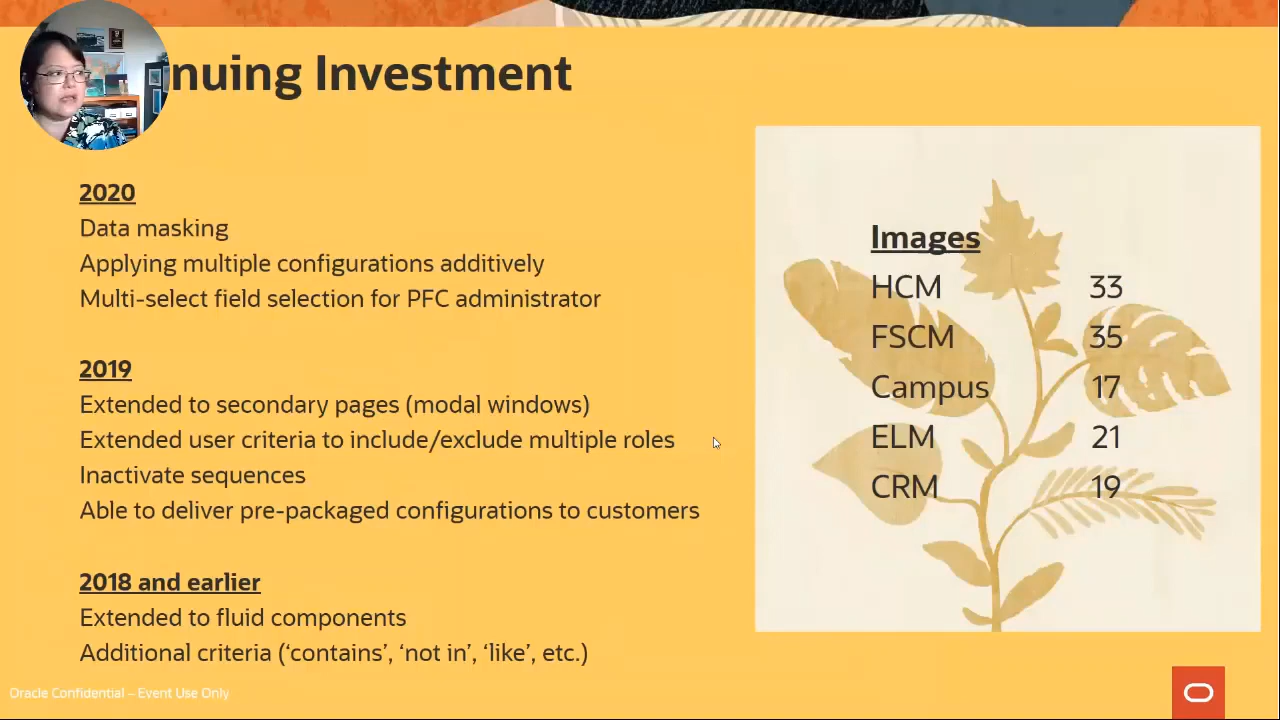 nuing Investment
2020
Data masking
Applying multiple configurations additively
Multi-select field selection for PFC administrator
2019
Extended to secondary pages (modal windows)
Extended user criteria to include/exclude multiple roles
Inactivate sequences
Able to deliver pre-packaged configurations to customers
2018 and earlier
Extended to fluid components
Additional criteria (‘contains’, ‘not in’, ‘like’, etc.)
Images
HCM 33
FSCM 35
Campus 17
ELM 21
CRM 19
Oracle Confidential – Event Use Only